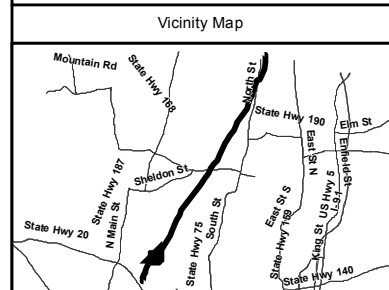 Vicinity Map
Mountain Rd
State Hwy 168
North St
State Hwy 190
Elm St
East St N
Enfield St
State Hwy 187
Sheldon St
N Main St
State Hwy 20
State Hwy 75
South St
East St S
State Hwy 159
King St
US Hwy 5
I-91
State Hwy 140